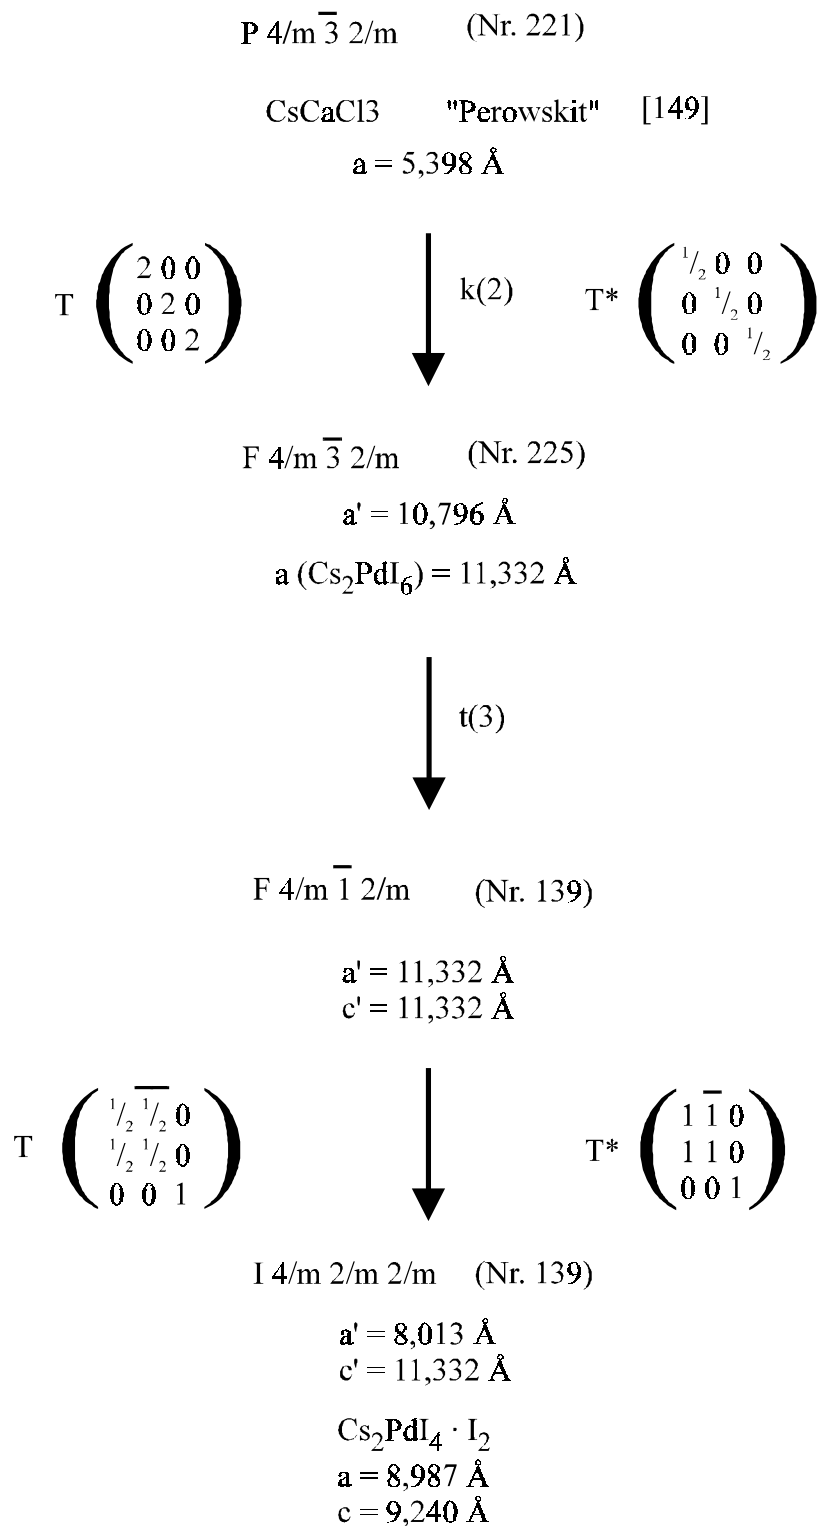 P 4/m 3̅ 2/m (Nr. 221)
CsCaCl3 "Perowskit" [149]
a = 5,398 Å
T ( 2 0 0 k(2) T* ( 1/2 0 0
0 2 0 0 1/2 0
0 0 2 ) 0 0 1/2 )
F 4/m 3̅ 2/m (Nr. 225)
a' = 10,796 Å
a (Cs₂PdI₆) = 11,332 Å
t(3)
F 4/m 1̅ 2/m (Nr. 139)
a' = 11,332 Å
c' = 11,332 Å
T ( 1/2 1̅/̅2̅ 0 T* ( 1 1̅ 0
1/2 1/2 0 1 1 0
0 0 1 ) 0 0 1 )
I 4/m 2/m 2/m (Nr. 139)
a' = 8,013 Å
c' = 11,332 Å
Cs₂PdI₄ · I₂
a = 8,987 Å
c = 9,240 Å